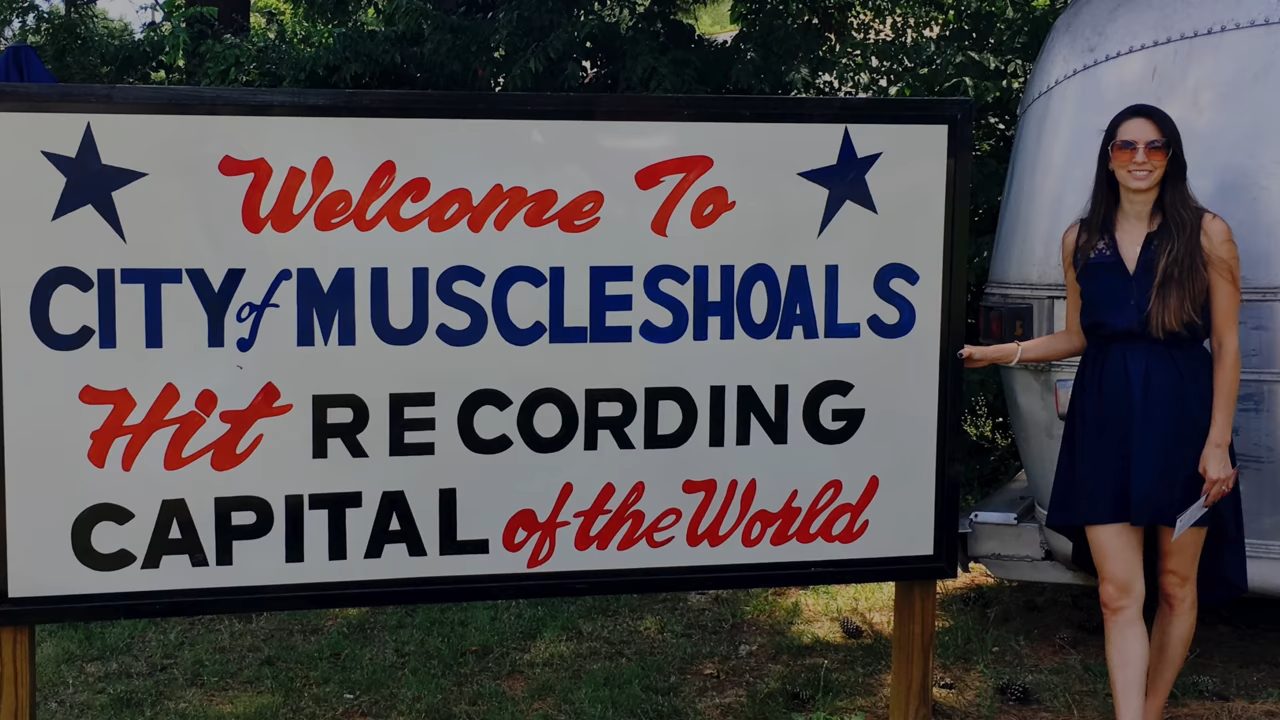 Welcome To
CITY of MUSCLESHOALS
Hit RECORDING
CAPITAL of the World